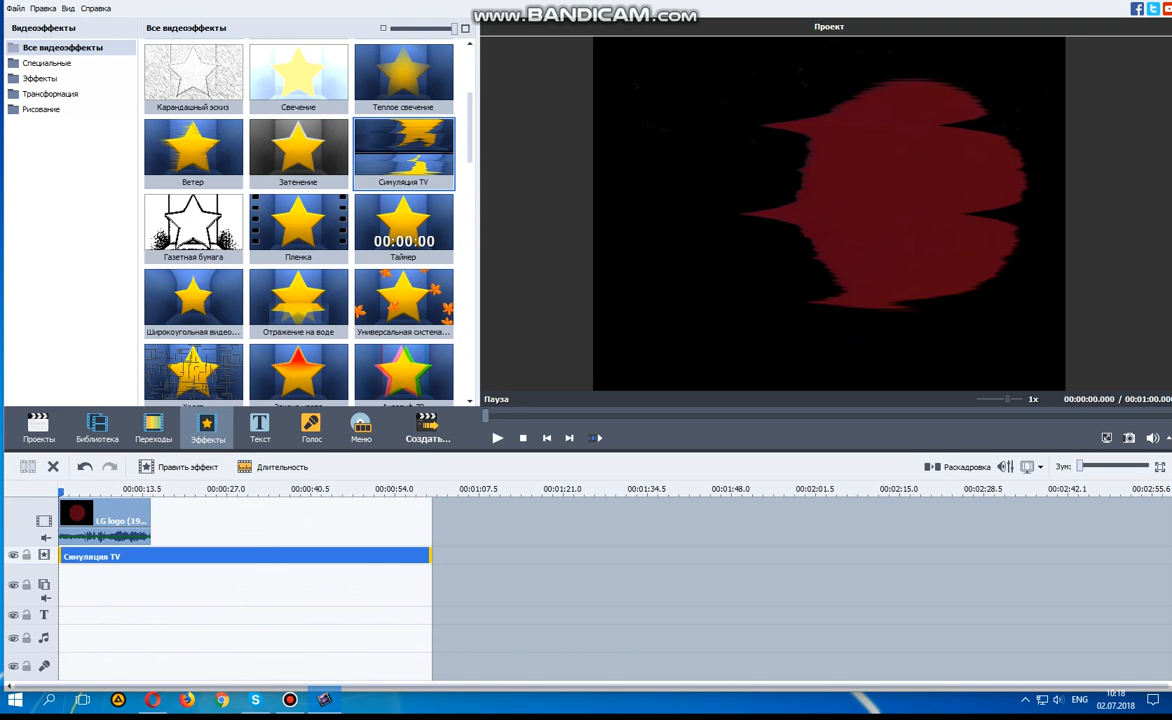 Файл Правка Вид Справка
WWW.BANDICAM.COM
Видеоэффекты
Все видеоэффекты
Проект
Все видеоэффекты
Специальные
Эффекты
Трансформация
Рисование
Карандашный эскиз
Свечение
Теплое свечение
Ветер
Затенение
Симуляция TV
00:00:00
Газетная бумага
Пленка
Таймер
Широкоугольная видео...
Отражение на воде
Универсальная система...
Пауза
1x
00:00:00.000 / 00:01:00.000
Проекты
Библиотека
Переходы
Эффекты
Текст
Голос
Меню
Создать...
Править эффект
Длительность
Раскадровка
Зум:
00:00:13.5 00:00:27.0 00:00:40.5 00:00:54.0 00:01:07.5 00:01:21.0 00:01:34.5 00:01:48.0 00:02:01.5 00:02:15.0 00:02:28.5 00:02:42.1 00:02:55.6
LG logo (19...
Симуляция TV
T
ENG
10:18
02.07.2018